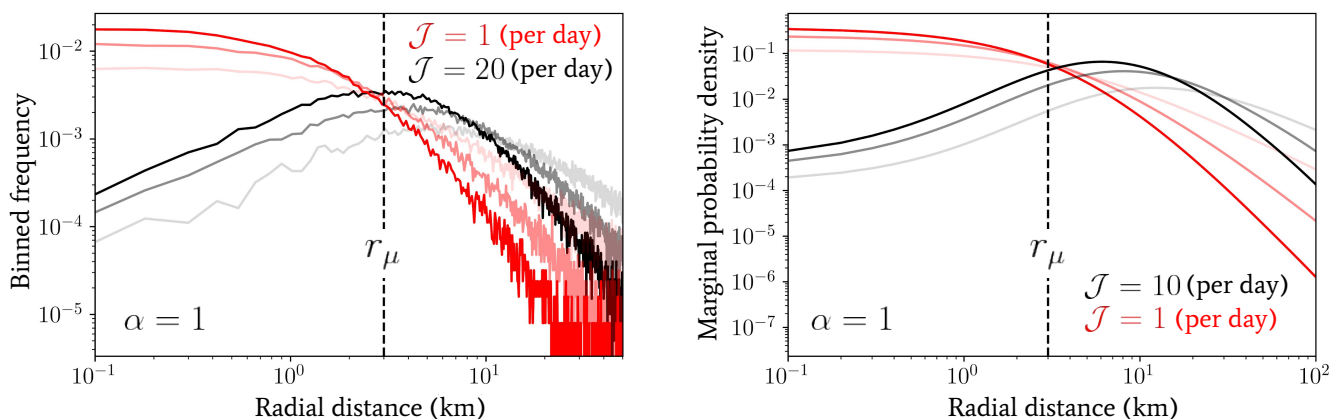 10⁻²
10⁻³
10⁻⁴
10⁻⁵
Binned frequency
𝒥 = 1 (per day)
𝒥 = 20 (per day)
r_μ
α = 1
10⁻¹ 10⁰ 10¹
Radial distance (km)
10⁻¹
10⁻²
10⁻³
10⁻⁴
10⁻⁵
10⁻⁶
10⁻⁷
Marginal probability density
r_μ
𝒥 = 10 (per day)
𝒥 = 1 (per day)
α = 1
10⁻¹ 10⁰ 10¹ 10²
Radial distance (km)